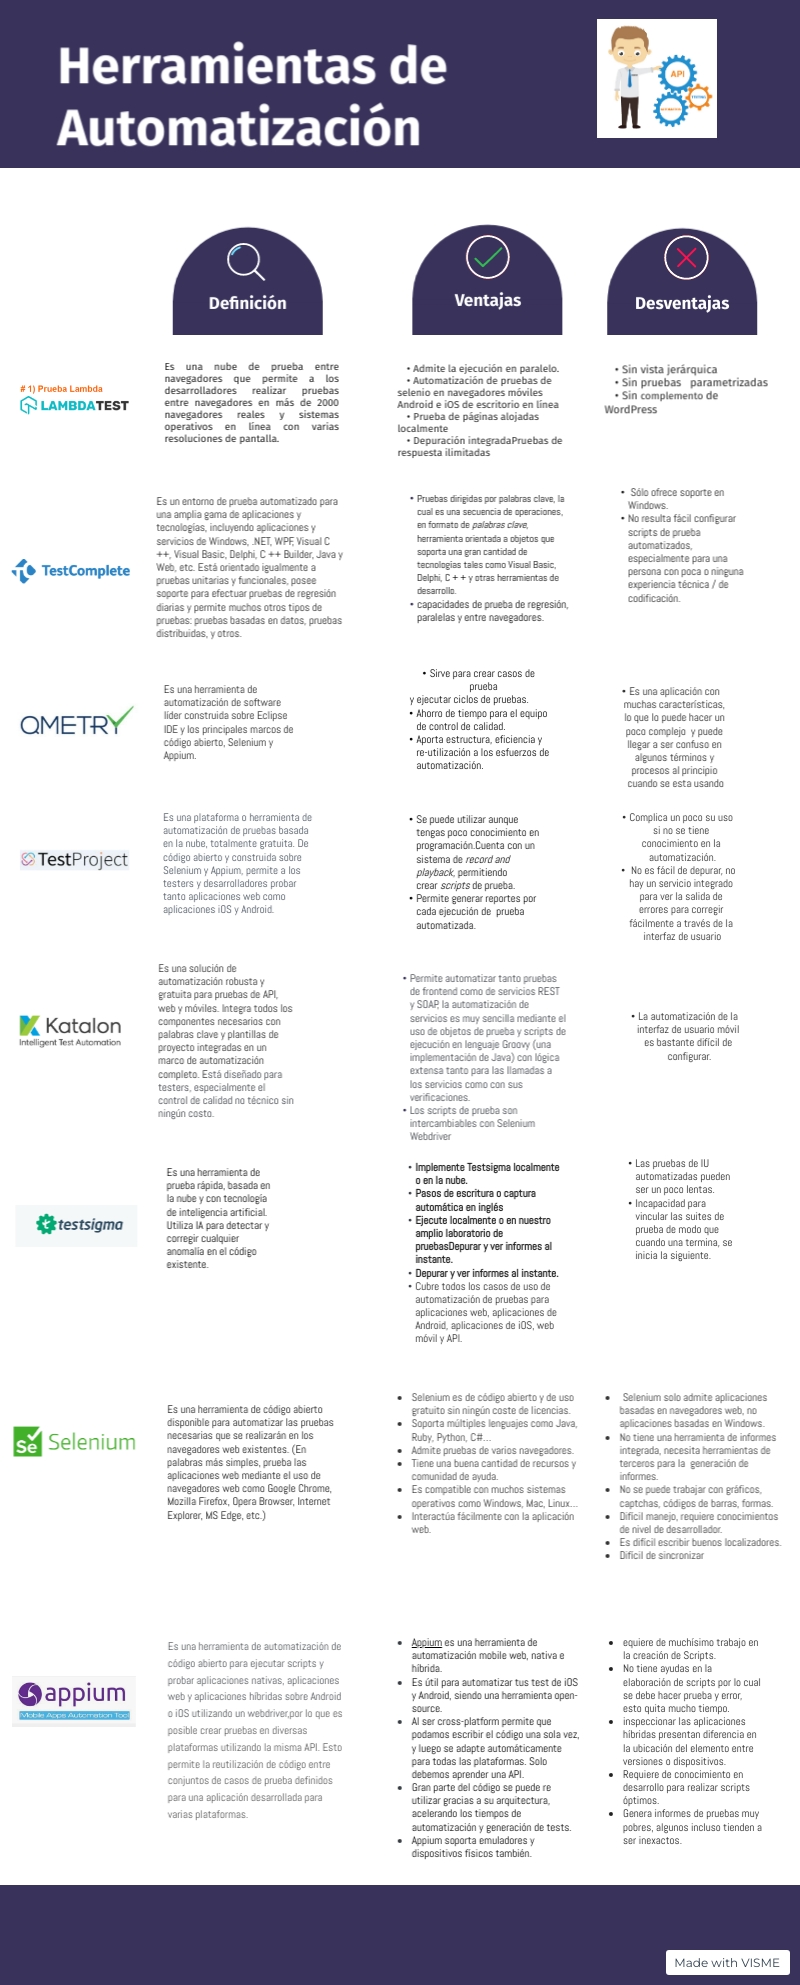 Herramientas de
Automatización
API
Definición
Ventajas
Desventajas
# 1) Prueba Lambda
LAMBDATEST
Es una nube de prueba entre
navegadores que permite a los
desarrolladores realizar pruebas
entre navegadores en más de 2000
navegadores reales y sistemas
operativos en línea con varias
resoluciones de pantalla.
• Admite la ejecución en paralelo.
• Automatización de pruebas de
selenio en navegadores móviles
Android e iOS de escritorio en línea
• Prueba de páginas alojadas
localmente
• Depuración integradaPruebas de
respuesta ilimitadas
• Sin vista jerárquica
• Sin pruebas parametrizadas
• Sin complemento de
WordPress
TestComplete
Es un entorno de prueba automatizado para
una amplia gama de aplicaciones y
tecnologías, incluyendo aplicaciones y
servicios de Windows, .NET, WPF, Visual C
++, Visual Basic, Delphi, C ++ Builder, Java y
Web, etc. Está orientado igualmente a
pruebas unitarias y funcionales, posee
soporte para efectuar pruebas de regresión
diarias y permite muchos otros tipos de
pruebas: pruebas basadas en datos, pruebas
distribuidas, y otros.
• Pruebas dirigidas por palabras clave, la
cual es una secuencia de operaciones,
en formato de palabras clave,
herramienta orientada a objetos que
soporta una gran cantidad de
tecnologías tales como Visual Basic,
Delphi, C + + y otras herramientas de
desarrollo.
• capacidades de prueba de regresión,
paralelas y entre navegadores.
• Sólo ofrece soporte en
Windows.
• No resulta fácil configurar
scripts de prueba
automatizados,
especialmente para una
persona con poca o ninguna
experiencia técnica / de
codificación.
QMETRY
Es una herramienta de
automatización de software
líder construida sobre Eclipse
IDE y los principales marcos de
código abierto, Selenium y
Appium.
• Sirve para crear casos de
prueba
y ejecutar ciclos de pruebas.
• Ahorro de tiempo para el equipo
de control de calidad.
• Aporta estructura, eficiencia y
re-utilización a los esfuerzos de
automatización.
• Es una aplicación con
muchas características,
lo que lo puede hacer un
poco complejo y puede
llegar a ser confuso en
algunos términos y
procesos al principio
cuando se esta usando
TestProject
Es una plataforma o herramienta de
automatización de pruebas basada
en la nube, totalmente gratuita. De
código abierto y construida sobre
Selenium y Appium, permite a los
testers y desarrolladores probar
tanto aplicaciones web como
aplicaciones iOS y Android.
• Se puede utilizar aunque
tengas poco conocimiento en
programación.Cuenta con un
sistema de record and
playback, permitiendo
crear scripts de prueba.
• Permite generar reportes por
cada ejecución de prueba
automatizada.
• Complica un poco su uso
si no se tiene
conocimiento en la
automatización.
• No es fácil de depurar, no
hay un servicio integrado
para ver la salida de
errores para corregir
fácilmente a través de la
interfaz de usuario
Katalon
Intelligent Test Automation
Es una solución de
automatización robusta y
gratuita para pruebas de API,
web y móviles. Integra todos los
componentes necesarios con
palabras clave y plantillas de
proyecto integradas en un
marco de automatización
completo. Está diseñado para
testers, especialmente el
control de calidad no técnico sin
ningún costo.
• Permite automatizar tanto pruebas
de frontend como de servicios REST
y SOAP, la automatización de
servicios es muy sencilla mediante el
uso de objetos de prueba y scripts de
ejecución en lenguaje Groovy (una
implementación de Java) con lógica
extensa tanto para las llamadas a
los servicios como con sus
verificaciones.
• Los scripts de prueba son
intercambiables con Selenium
Webdriver
• La automatización de la
interfaz de usuario móvil
es bastante difícil de
configurar.
testsigma
Es una herramienta de
prueba rápida, basada en
la nube y con tecnología
de inteligencia artificial.
Utiliza IA para detectar y
corregir cualquier
anomalía en el código
existente.
• Implemente Testsigma localmente
o en la nube.
• Pasos de escritura o captura
automática en inglés
• Ejecute localmente o en nuestro
amplio laboratorio de
pruebasDepurar y ver informes al
instante.
• Depurar y ver informes al instante.
• Cubre todos los casos de uso de
automatización de pruebas para
aplicaciones web, aplicaciones de
Android, aplicaciones de iOS, web
móvil y API.
• Las pruebas de IU
automatizadas pueden
ser un poco lentas.
• Incapacidad para
vincular las suites de
prueba de modo que
cuando una termina, se
inicia la siguiente.
Se Selenium
Es una herramienta de código abierto
disponible para automatizar las pruebas
necesarias que se realizarán en los
navegadores web existentes. (En
palabras más simples, prueba las
aplicaciones web mediante el uso de
navegadores web como Google Chrome,
Mozilla Firefox, Opera Browser, Internet
Explorer, MS Edge, etc.)
• Selenium es de código abierto y de uso
gratuito sin ningún coste de licencias.
• Soporta múltiples lenguajes como Java,
Ruby, Python, C#...
• Admite pruebas de varios navegadores.
• Tiene una buena cantidad de recursos y
comunidad de ayuda.
• Es compatible con muchos sistemas
operativos como Windows, Mac, Linux...
• Interactúa fácilmente con la aplicación
web.
• Selenium solo admite aplicaciones
basadas en navegadores web, no
aplicaciones basadas en Windows.
• No tiene una herramienta de informes
integrada, necesita herramientas de
terceros para la generación de
informes.
• No se puede trabajar con gráficos,
captchas, códigos de barras, formas.
• Difícil manejo, requiere conocimientos
de nivel de desarrollador.
• Es difícil escribir buenos localizadores.
• Difícil de sincronizar
appium
Mobile Apps Automation Tool
Es una herramienta de automatización de
código abierto para ejecutar scripts y
probar aplicaciones nativas, aplicaciones
web y aplicaciones híbridas sobre Android
o iOS utilizando un webdriver,por lo que es
posible crear pruebas en diversas
plataformas utilizando la misma API. Esto
permite la reutilización de código entre
conjuntos de casos de prueba definidos
para una aplicación desarrollada para
varias plataformas.
• Appium es una herramienta de
automatización mobile web, nativa e
híbrida.
• Es útil para automatizar tus test de iOS
y Android, siendo una herramienta open-
source.
• Al ser cross-platform permite que
podamos escribir el código una sola vez,
y luego se adapte automáticamente
para todas las plataformas. Solo
debemos aprender una API.
• Gran parte del código se puede re
utilizar gracias a su arquitectura,
acelerando los tiempos de
automatización y generación de tests.
• Appium soporta emuladores y
dispositivos físicos también.
• equiere de muchísimo trabajo en
la creación de Scripts.
• No tiene ayudas en la
elaboración de scripts por lo cual
se debe hacer prueba y error,
esto quita mucho tiempo.
• inspeccionar las aplicaciones
híbridas presentan diferencia en
la ubicación del elemento entre
versiones o dispositivos.
• Requiere de conocimiento en
desarrollo para realizar scripts
óptimos.
• Genera informes de pruebas muy
pobres, algunos incluso tienden a
ser inexactos.
Made with VISME